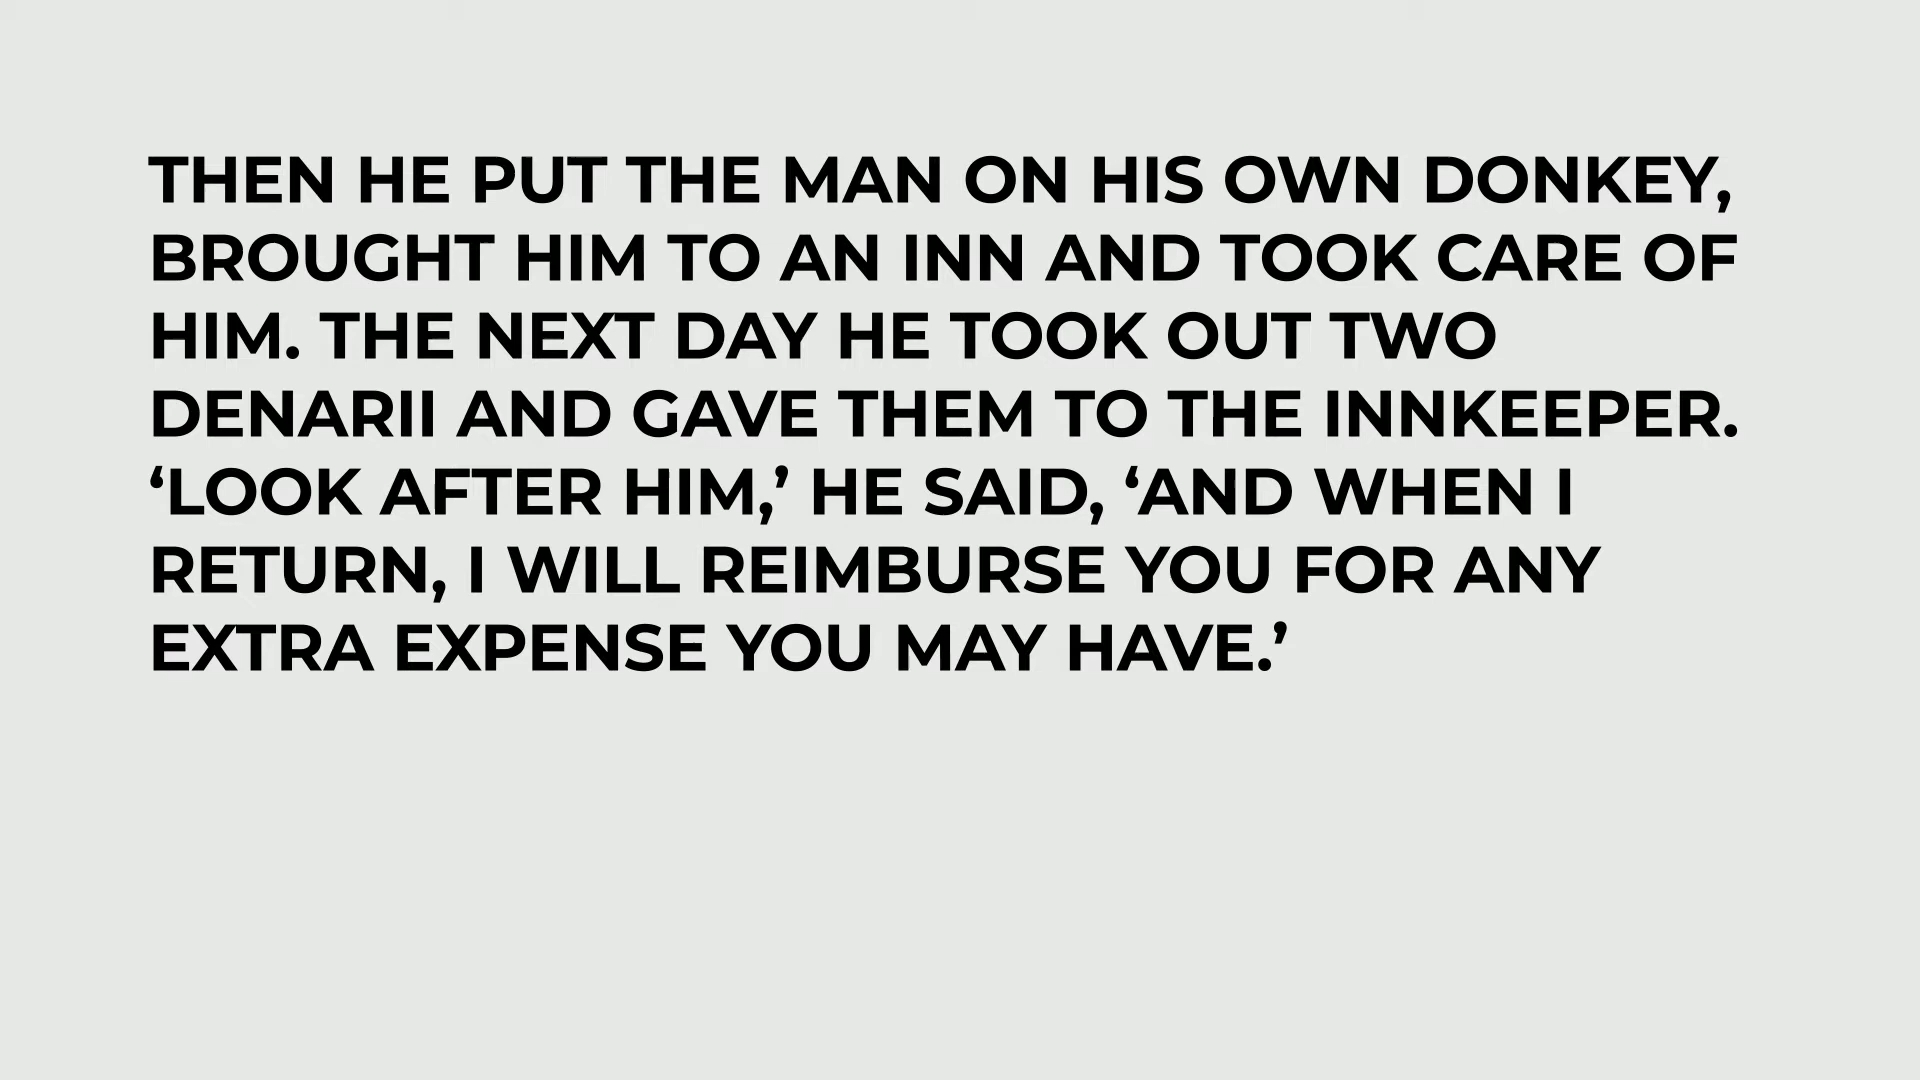 THEN HE PUT THE MAN ON HIS OWN DONKEY,
BROUGHT HIM TO AN INN AND TOOK CARE OF
HIM. THE NEXT DAY HE TOOK OUT TWO
DENARII AND GAVE THEM TO THE INNKEEPER.
‘LOOK AFTER HIM,’ HE SAID, ‘AND WHEN I
RETURN, I WILL REIMBURSE YOU FOR ANY
EXTRA EXPENSE YOU MAY HAVE.’